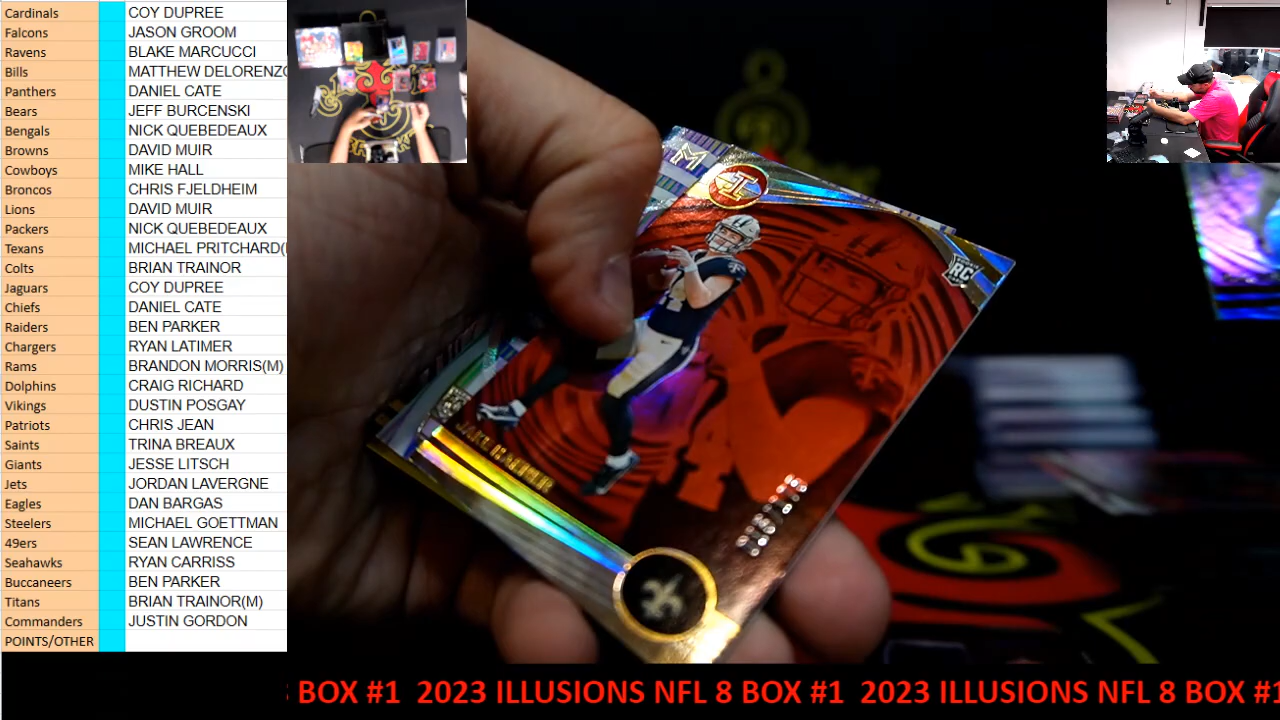 Cardinals COY DUPREE
Falcons JASON GROOM
Ravens BLAKE MARCUCCI
Bills MATTHEW DELORENZO
Panthers DANIEL CATE
Bears JEFF BURCENSKI
Bengals NICK QUEBEDEAUX
Browns DAVID MUIR
Cowboys MIKE HALL
Broncos CHRIS FJELDHEIM
Lions DAVID MUIR
Packers NICK QUEBEDEAUX
Texans MICHAEL PRITCHARD(
Colts BRIAN TRAINOR
Jaguars COY DUPREE
Chiefs DANIEL CATE
Raiders BEN PARKER
Chargers RYAN LATIMER
Rams BRANDON MORRIS(M)
Dolphins CRAIG RICHARD
Vikings DUSTIN POSGAY
Patriots CHRIS JEAN
Saints TRINA BREAUX
Giants JESSE LITSCH
Jets JORDAN LAVERGNE
Eagles DAN BARGAS
Steelers MICHAEL GOETTMAN
49ers SEAN LAWRENCE
Seahawks RYAN CARRISS
Buccaneers BEN PARKER
Titans BRIAN TRAINOR(M)
Commanders JUSTIN GORDON
POINTS/OTHER
M
RC
BOX #1 2023 ILLUSIONS NFL 8 BOX #1 2023 ILLUSIONS NFL 8 BOX #1